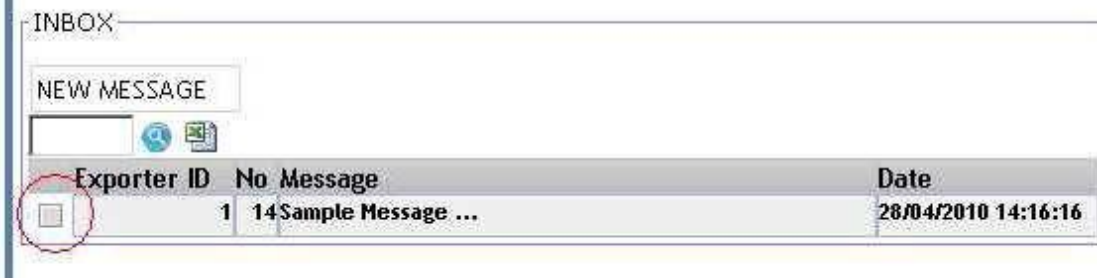 INBOX
NEW MESSAGE
Exporter ID No Message Date
1 14 Sample Message ... 28/04/2010 14:16:16